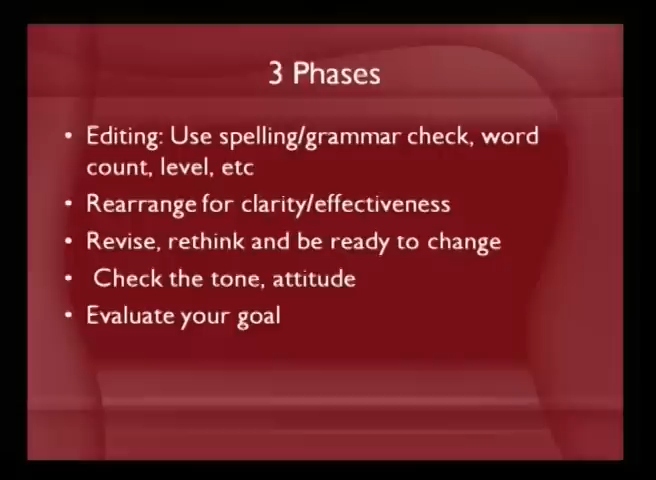 3 Phases
• Editing: Use spelling/grammar check, word
count, level, etc
• Rearrange for clarity/effectiveness
• Revise, rethink and be ready to change
• Check the tone, attitude
• Evaluate your goal